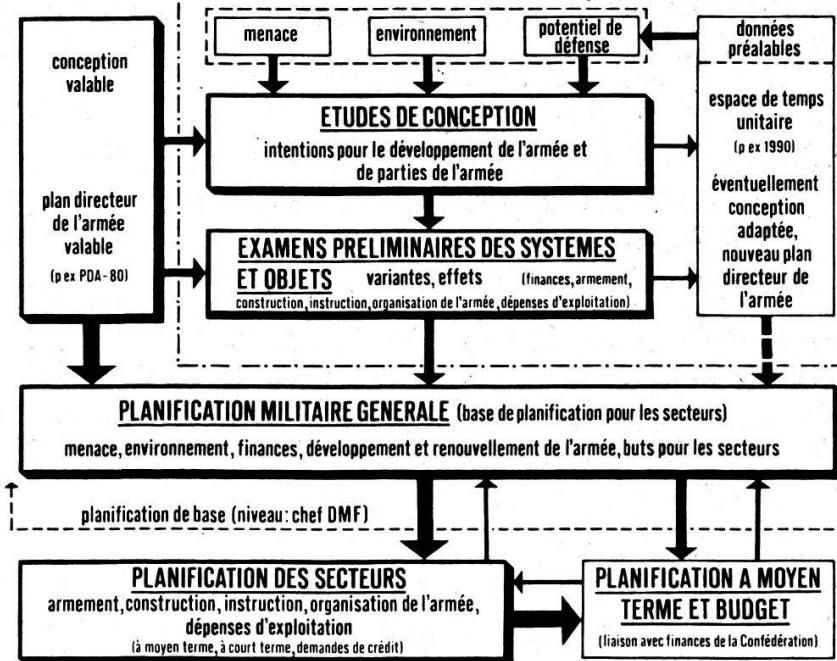 conception
valable
plan directeur
de l'armée
valable
(p ex PDA-80)
menace
environnement
potentiel de
défense
données
préalables
espace de temps
unitaire
(p ex 1990)
éventuellement
conception
adaptée,
nouveau plan
directeur de
l'armée
ETUDES DE CONCEPTION
intentions pour le développement de l'armée et
de parties de l'armée
EXAMENS PRELIMINAIRES DES SYSTEMES
ET OBJETS variantes, effets (finances, armement,
construction, instruction, organisation de l'armée, dépenses d'exploitation)
PLANIFICATION MILITAIRE GENERALE (base de planification pour les secteurs)
menace, environnement, finances, développement et renouvellement de l'armée, buts pour les secteurs
planification de base (niveau: chef DMF)
PLANIFICATION DES SECTEURS
armement, construction, instruction, organisation de l'armée,
dépenses d'exploitation
(à moyen terme, à court terme, demandes de crédit)
PLANIFICATION A MOYEN
TERME ET BUDGET
(liaison avec finances de la Confédération)